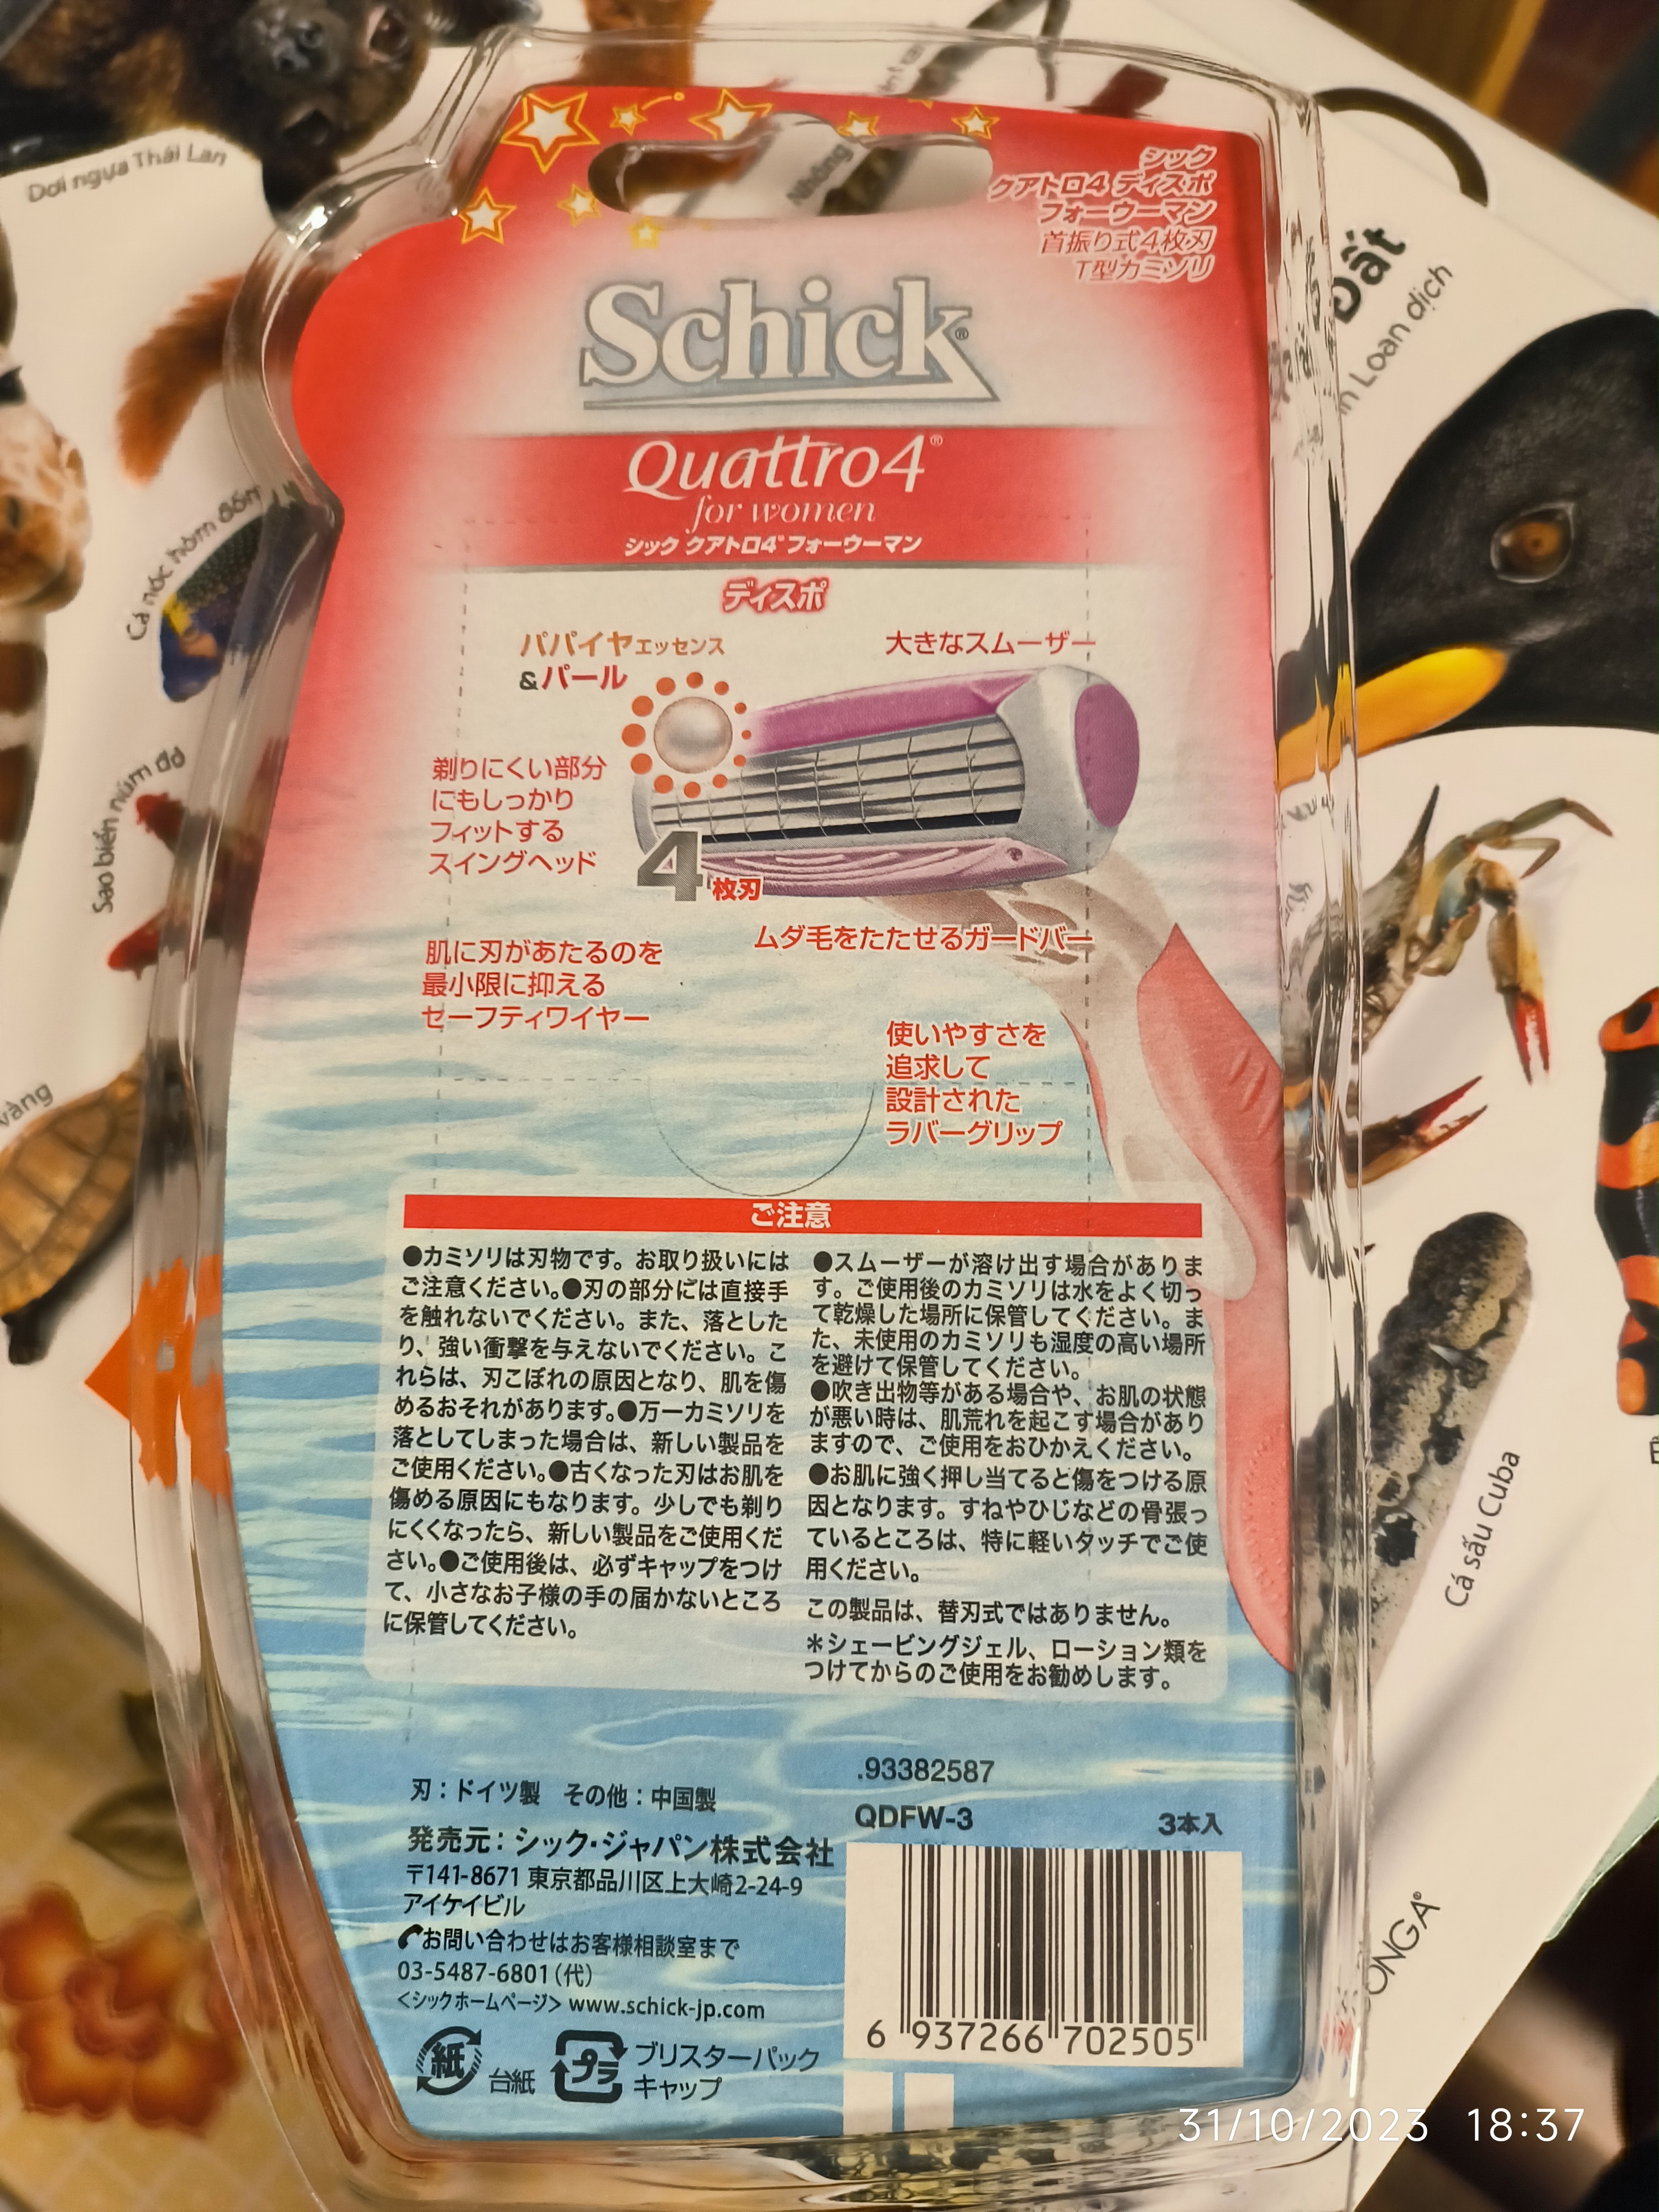 Dơi ngựa Thái Lan
Nhông
シック
クアトロ4 ディスポ
フォーウーマン
首振り式4枚刃
T型カミソリ
Đất
Loan dịch
Schick®
Quattro4®
for women
シック クアトロ4®フォーウーマン
ディスポ
Cá nóc hòm đốm
Sao biển núm đỏ
vàng
パパイヤエッセンス
&パール
大きなスムーザー
剃りにくい部分
にもしっかり
フィットする
スイングヘッド
4枚刃
ムダ毛をたたせるガードバー
肌に刃があたるのを
最小限に抑える
セーフティワイヤー
使いやすさを
追求して
設計された
ラバーグリップ
ご注意
●カミソリは刃物です。お取り扱いには
ご注意ください。●刃の部分には直接手
を触れないでください。また、落とした
り、強い衝撃を与えないでください。こ
れらは、刃こぼれの原因となり、肌を傷
めるおそれがあります。●万一カミソリを
落としてしまった場合は、新しい製品を
ご使用ください。●古くなった刃はお肌を
傷める原因にもなります。少しでも剃り
にくくなったら、新しい製品をご使用くだ
さい。●ご使用後は、必ずキャップをつけ
て、小さなお子様の手の届かないところ
に保管してください。
●スムーザーが溶け出す場合がありま
す。ご使用後のカミソリは水をよく切っ
て乾燥した場所に保管してください。ま
た、未使用のカミソリも湿度の高い場所
を避けて保管してください。
●吹き出物等がある場合や、お肌の状態
が悪い時は、肌荒れを起こす場合があり
ますので、ご使用をおひかえください。
●お肌に強く押し当てると傷をつける原
因となります。すねやひじなどの骨張っ
ているところは、特に軽いタッチでご使
用ください。
この製品は、替刃式ではありません。
＊シェービングジェル、ローション類を
つけてからのご使用をお勧めします。
Cá sấu Cuba
刃：ドイツ製　その他：中国製
発売元：シック・ジャパン株式会社
〒141-8671 東京都品川区上大崎2-24-9
アイケイビル
お問い合わせはお客様相談室まで
03-5487-6801（代）
<シックホームページ> www.schick-jp.com
紙 台紙
プラ ブリスターパック
キャップ
.93382587
QDFW-3 3本入
6 937266 702505
ONGA®
31/10/2023 18:37